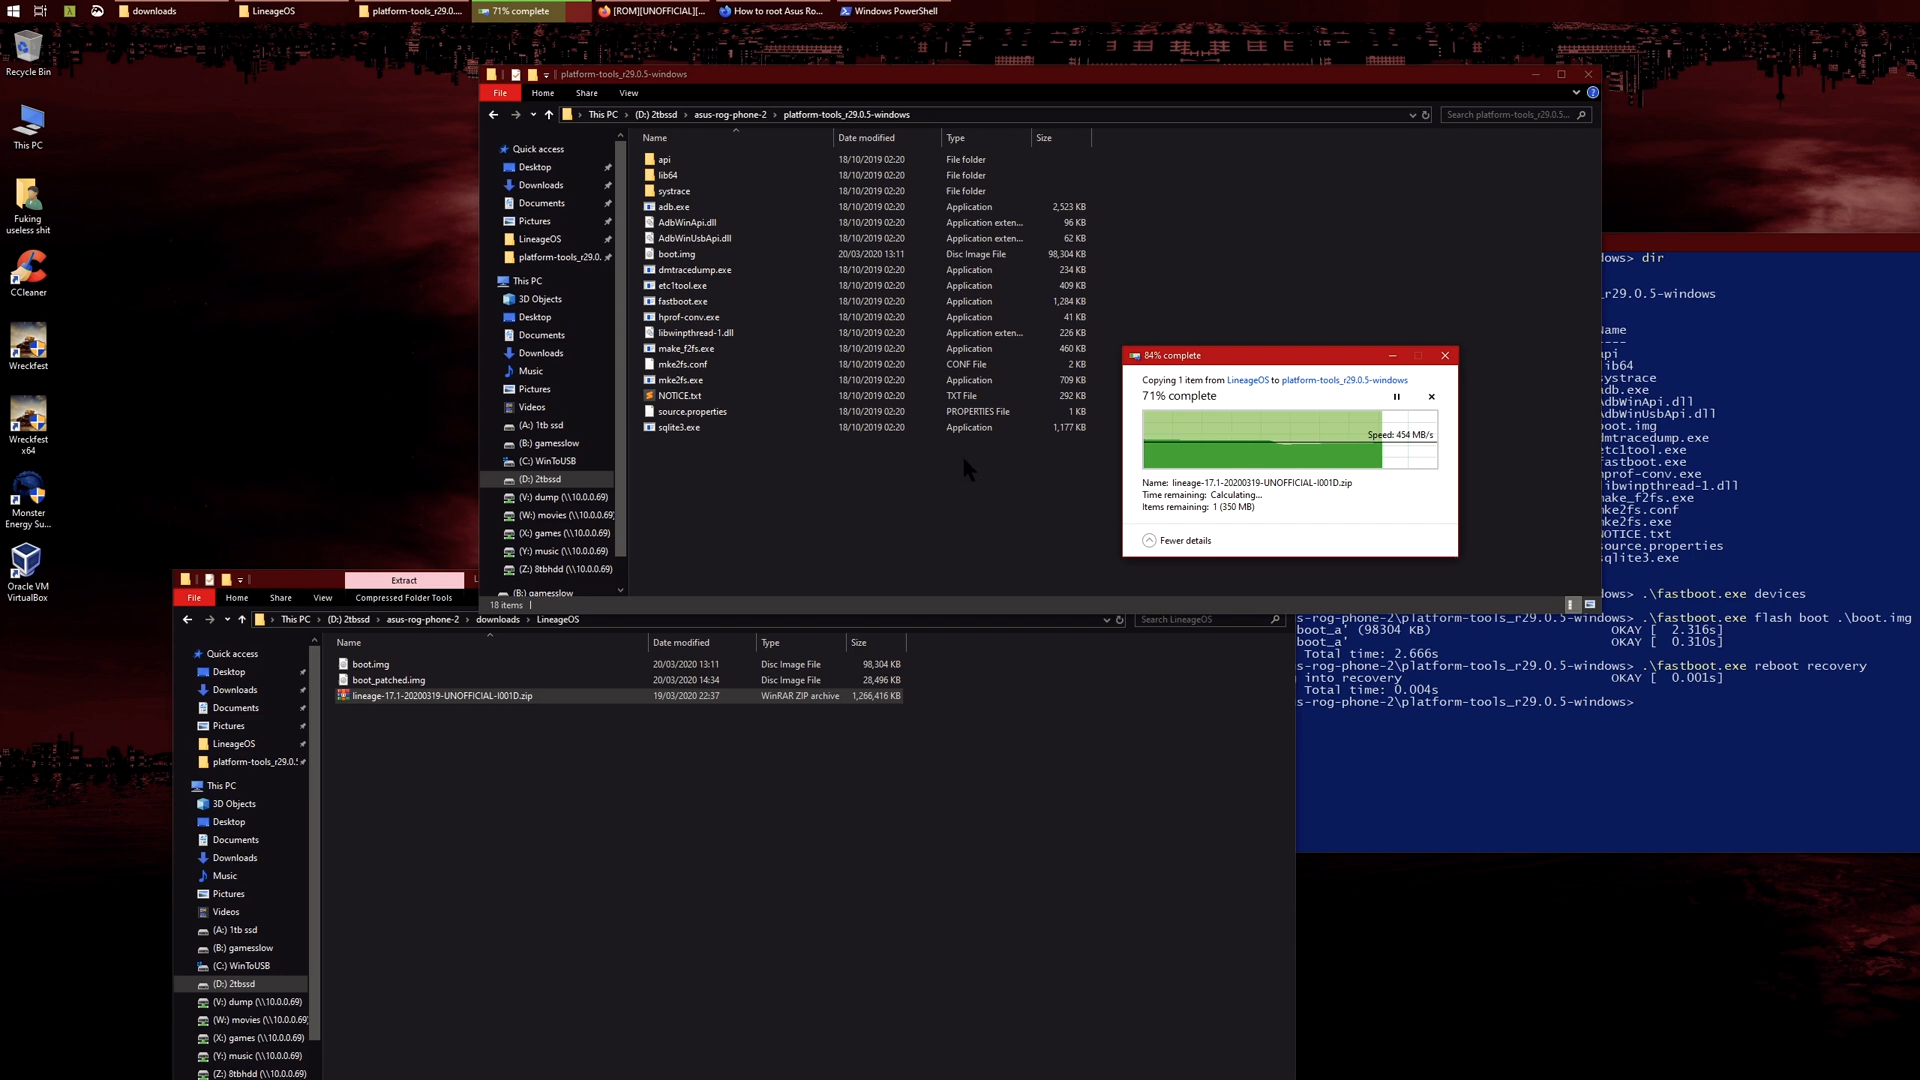 downloads
LineageOS
platform-tools_r29.0....
71% complete
[ROM][UNOFFICIAL][...
How to root Asus Ro...
Windows PowerShell
Recycle Bin
This PC
Fuking
useless shit
CCleaner
Wreckfest
Wreckfest
x64
Monster
Energy Su...
Oracle VM
VirtualBox
platform-tools_r29.0.5-windows
File Home Share View
This PC > (D:) 2tbssd > asus-rog-phone-2 > platform-tools_r29.0.5-windows
Search platform-tools_r29.0.5...
Quick access
Desktop
Downloads
Documents
Pictures
LineageOS
platform-tools_r29.0.
This PC
3D Objects
Desktop
Documents
Downloads
Music
Pictures
Videos
(A:) 1tb ssd
(B:) gamesslow
(C:) WinToUSB
(D:) 2tbssd
(V:) dump (\\10.0.0.69)
(W:) movies (\\10.0.0.69)
(X:) games (\\10.0.0.69)
(Y:) music (\\10.0.0.69)
(Z:) 8tbhdd (\\10.0.0.69)
(B:) gamesslow
Name Date modified Type Size
api 18/10/2019 02:20 File folder
lib64 18/10/2019 02:20 File folder
systrace 18/10/2019 02:20 File folder
adb.exe 18/10/2019 02:20 Application 2,523 KB
AdbWinApi.dll 18/10/2019 02:20 Application exten... 96 KB
AdbWinUsbApi.dll 18/10/2019 02:20 Application exten... 62 KB
boot.img 20/03/2020 13:11 Disc Image File 98,304 KB
dmtracedump.exe 18/10/2019 02:20 Application 234 KB
etc1tool.exe 18/10/2019 02:20 Application 409 KB
fastboot.exe 18/10/2019 02:20 Application 1,284 KB
hprof-conv.exe 18/10/2019 02:20 Application 41 KB
libwinpthread-1.dll 18/10/2019 02:20 Application exten... 226 KB
make_f2fs.exe 18/10/2019 02:20 Application 460 KB
mke2fs.conf 18/10/2019 02:20 CONF File 2 KB
mke2fs.exe 18/10/2019 02:20 Application 709 KB
NOTICE.txt 18/10/2019 02:20 TXT File 292 KB
source.properties 18/10/2019 02:20 PROPERTIES File 1 KB
sqlite3.exe 18/10/2019 02:20 Application 1,177 KB
18 items
84% complete
Copying 1 item from LineageOS to platform-tools_r29.0.5-windows
71% complete
Speed: 454 MB/s
Name: lineage-17.1-20200319-UNOFFICIAL-I001D.zip
Time remaining: Calculating...
Items remaining: 1 (350 MB)
Fewer details
dows> dir
_r29.0.5-windows
Name
----
api
lib64
systrace
adb.exe
AdbWinApi.dll
AdbWinUsbApi.dll
boot.img
dmtracedump.exe
etc1tool.exe
fastboot.exe
hprof-conv.exe
libwinpthread-1.dll
make_f2fs.exe
mke2fs.conf
mke2fs.exe
NOTICE.txt
source.properties
sqlite3.exe
dows> .\fastboot.exe devices
s-rog-phone-2\platform-tools_r29.0.5-windows> .\fastboot.exe flash boot .\boot.img
boot_a' (98304 KB) OKAY [ 2.316s]
boot_a' OKAY [ 0.310s]
Total time: 2.666s
s-rog-phone-2\platform-tools_r29.0.5-windows> .\fastboot.exe reboot recovery
into recovery OKAY [ 0.001s]
Total time: 0.004s
s-rog-phone-2\platform-tools_r29.0.5-windows>
Extract
File Home Share View Compressed Folder Tools
This PC > (D:) 2tbssd > asus-rog-phone-2 > downloads > LineageOS
Search LineageOS
Quick access
Desktop
Downloads
Documents
Pictures
LineageOS
platform-tools_r29.0.5
This PC
3D Objects
Desktop
Documents
Downloads
Music
Pictures
Videos
(A:) 1tb ssd
(B:) gamesslow
(C:) WinToUSB
(D:) 2tbssd
(V:) dump (\\10.0.0.69)
(W:) movies (\\10.0.0.69)
(X:) games (\\10.0.0.69)
(Y:) music (\\10.0.0.69)
(Z:) 8tbhdd (\\10.0.0.69)
Name Date modified Type Size
boot.img 20/03/2020 13:11 Disc Image File 98,304 KB
boot_patched.img 20/03/2020 14:34 Disc Image File 28,496 KB
lineage-17.1-20200319-UNOFFICIAL-I001D.zip 19/03/2020 22:37 WinRAR ZIP archive 1,266,416 KB